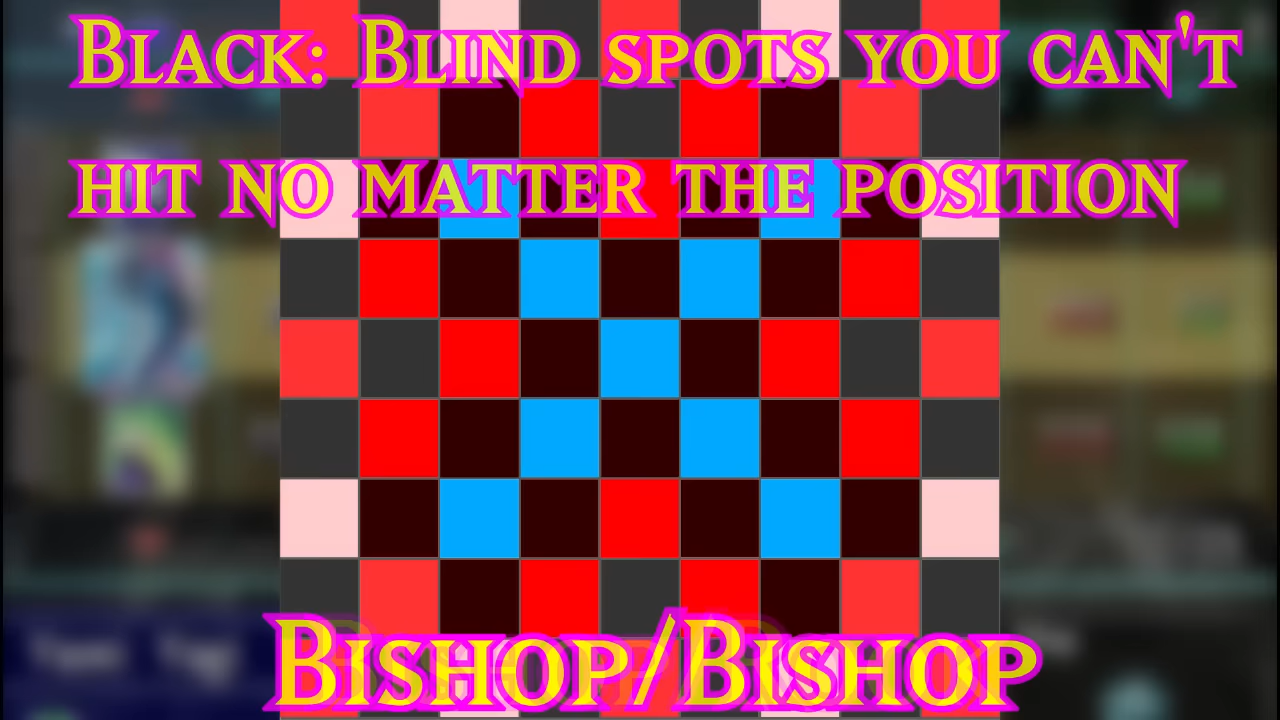 Black: Blind spots you can't
hit no matter the position
Bishop/Bishop